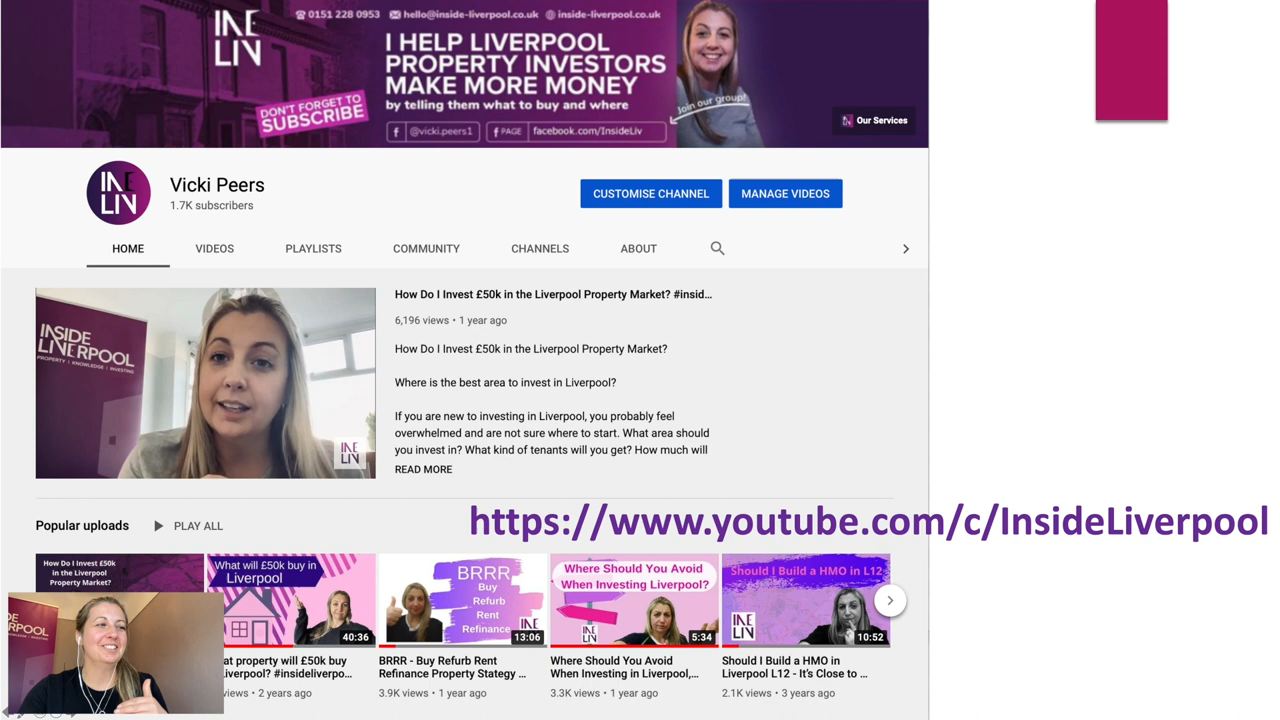 INE
LIV
0151 228 0953 hello@inside-liverpool.co.uk inside-liverpool.co.uk
I HELP LIVERPOOL
PROPERTY INVESTORS
MAKE MORE MONEY
by telling them what to buy and where
DON'T FORGET TO
SUBSCRIBE
@vicki.peers1
PAGE facebook.com/InsideLiv
Join our group!
Our Services
INE
LIV
Vicki Peers
1.7K subscribers
CUSTOMISE CHANNEL
MANAGE VIDEOS
HOME VIDEOS PLAYLISTS COMMUNITY CHANNELS ABOUT
INSIDE
LIVERPOOL
PROPERTY | KNOWLEDGE | INVESTING
INE
LIV
How Do I Invest £50k in the Liverpool Property Market? #insid...
6,196 views • 1 year ago
How Do I Invest £50k in the Liverpool Property Market?
Where is the best area to invest in Liverpool?
If you are new to investing in Liverpool, you probably feel
overwhelmed and are not sure where to start. What area should
you invest in? What kind of tenants will you get? How much will
READ MORE
https://www.youtube.com/c/InsideLiverpool
Popular uploads PLAY ALL
How Do I Invest £50k
in the Liverpool
Property Market?
What will £50k buy in
Liverpool
40:36
BRRR
Buy
Refurb
Rent
Refinance
13:06
Where Should You Avoid
When Investing Liverpool?
INE
LIV
5:34
Should I Build a HMO in L12
INE
LIV
10:52
at property will £50k buy
iverpool? #insideliverpo...
views • 2 years ago
BRRR - Buy Refurb Rent
Refinance Property Stategy ...
3.9K views • 1 year ago
Where Should You Avoid
When Investing in Liverpool,...
3.3K views • 1 year ago
Should I Build a HMO in
Liverpool L12 - It's Close to ...
2.1K views • 3 years ago
DE
RPOOL